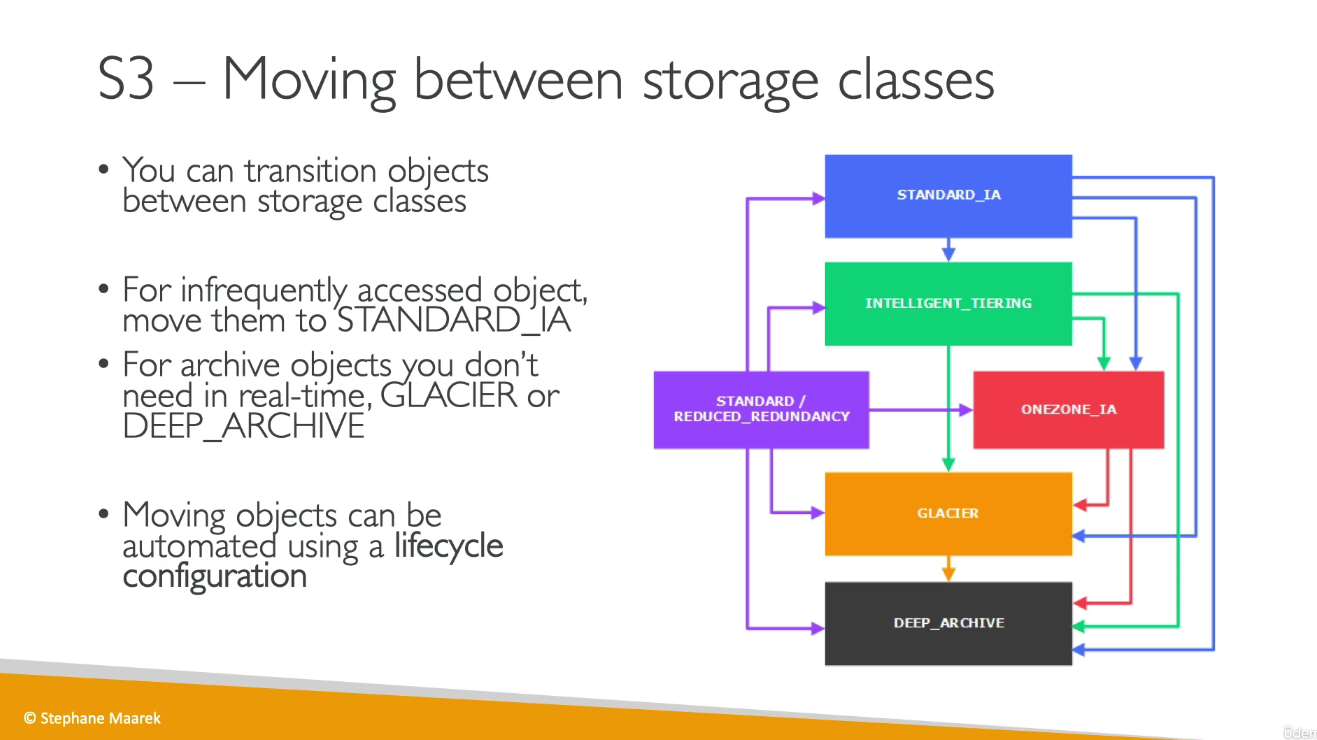 S3 – Moving between storage classes
• You can transition objects
between storage classes
• For infrequently accessed object,
move them to STANDARD_IA
• For archive objects you don't
need in real-time, GLACIER or
DEEP_ARCHIVE
• Moving objects can be
automated using a lifecycle
configuration
STANDARD_IA
INTELLIGENT_TIERING
STANDARD /
REDUCED_REDUNDANCY
ONEZONE_IA
GLACIER
DEEP_ARCHIVE
© Stephane Maarek